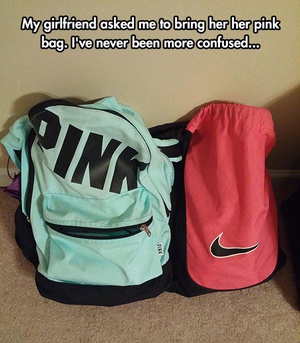 My girlfriend asked me to bring her her pink
bag. I've never been more confused...
PINK